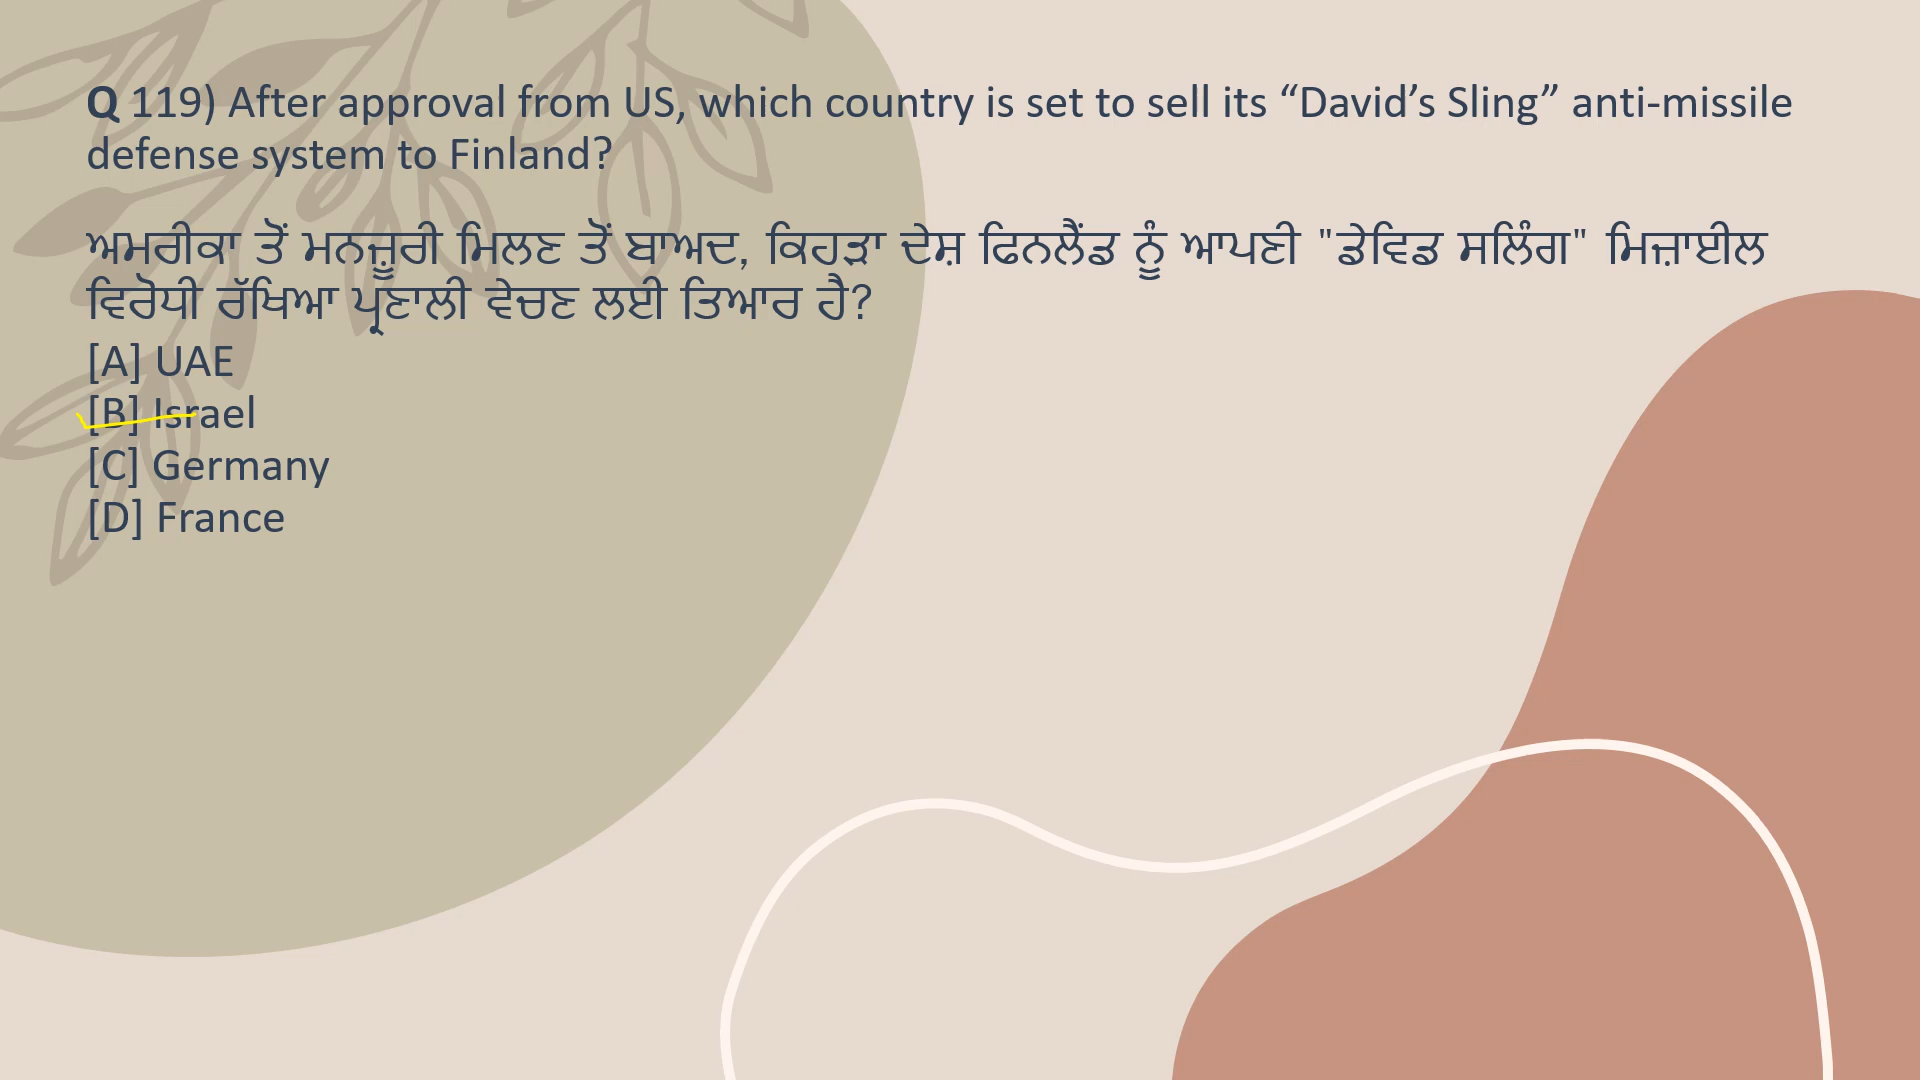 Q 119) After approval from US, which country is set to sell its “David’s Sling” anti-missile
defense system to Finland?
ਅਮਰੀਕਾ ਤੋਂ ਮਨਜ਼ੂਰੀ ਮਿਲਣ ਤੋਂ ਬਾਅਦ, ਕਿਹੜਾ ਦੇਸ਼ ਫਿਨਲੈਂਡ ਨੂੰ ਆਪਣੀ "ਡੇਵਿਡ ਸਲਿੰਗ" ਮਿਜ਼ਾਈਲ
ਵਿਰੋਧੀ ਰੱਖਿਆ ਪ੍ਰਣਾਲੀ ਵੇਚਣ ਲਈ ਤਿਆਰ ਹੈ?
[A] UAE
[B] Israel
[C] Germany
[D] France